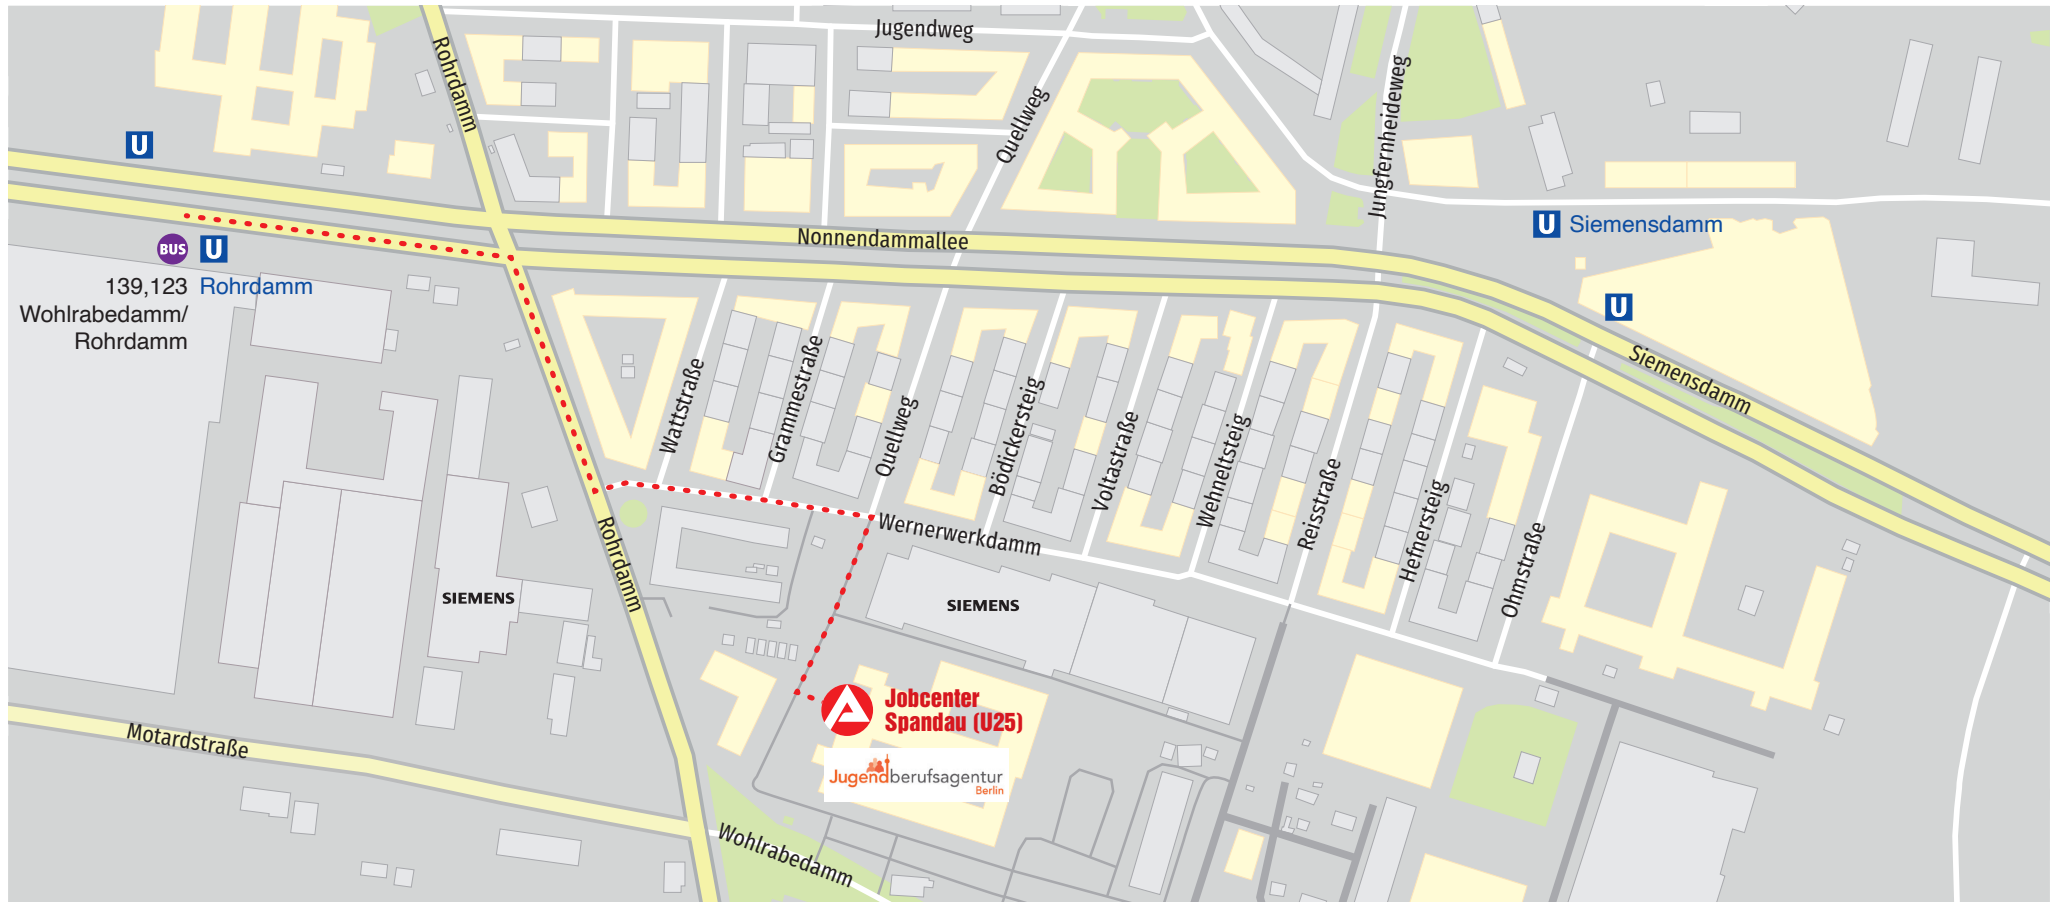 Jugendweg
Rohrdamm
Quellweg
Jungfernheideweg
U
Nonnendammallee
U Siemensdamm
BUS U
139,123 Rohrdamm
Wohlrabedamm/
Rohrdamm
U
Siemensdamm
Wattstraße
Grammestraße
Quellweg
Bödickersteig
Voltastraße
Wehneltsteig
Reisstraße
Hefnersteig
Ohmstraße
Wernerwerkdamm
Rohrdamm
SIEMENS
SIEMENS
Jobcenter
Spandau (U25)
Jugendberufsagentur
Berlin
Motardstraße
Wohlrabedamm